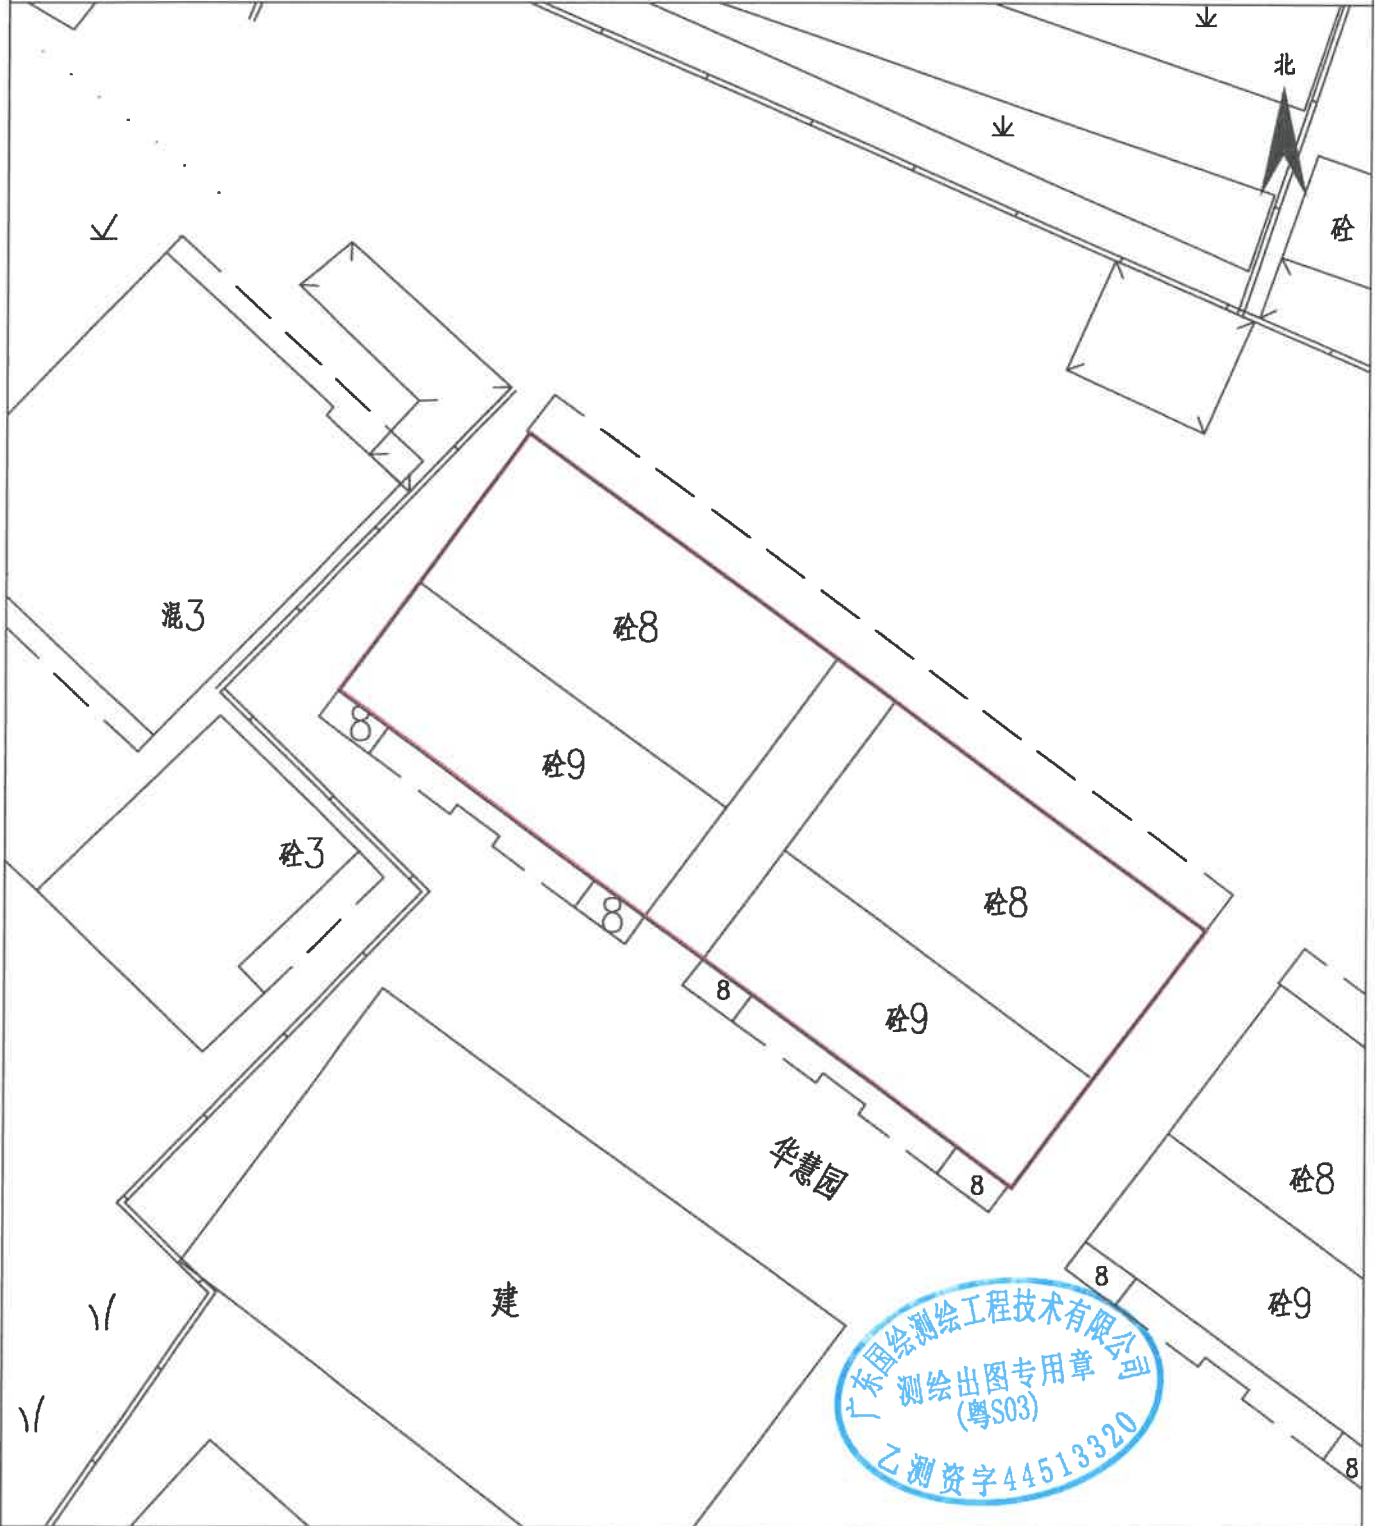 北
砼
混3
砼8
8
砼9
砼3
8
砼8
8
砼9
华慧园
8
砼8
8
砼9
建
8
广东国绘测绘工程技术有限公司
测绘出图专用章
(粤S03)
乙测资字44513320